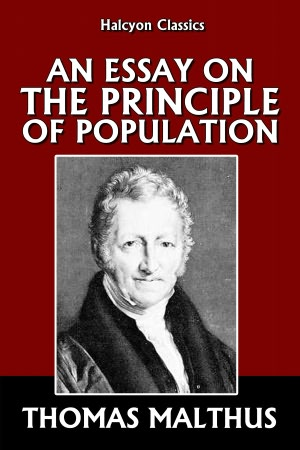 Halcyon Classics
AN ESSAY ON
THE PRINCIPLE
OF POPULATION
THOMAS MALTHUS